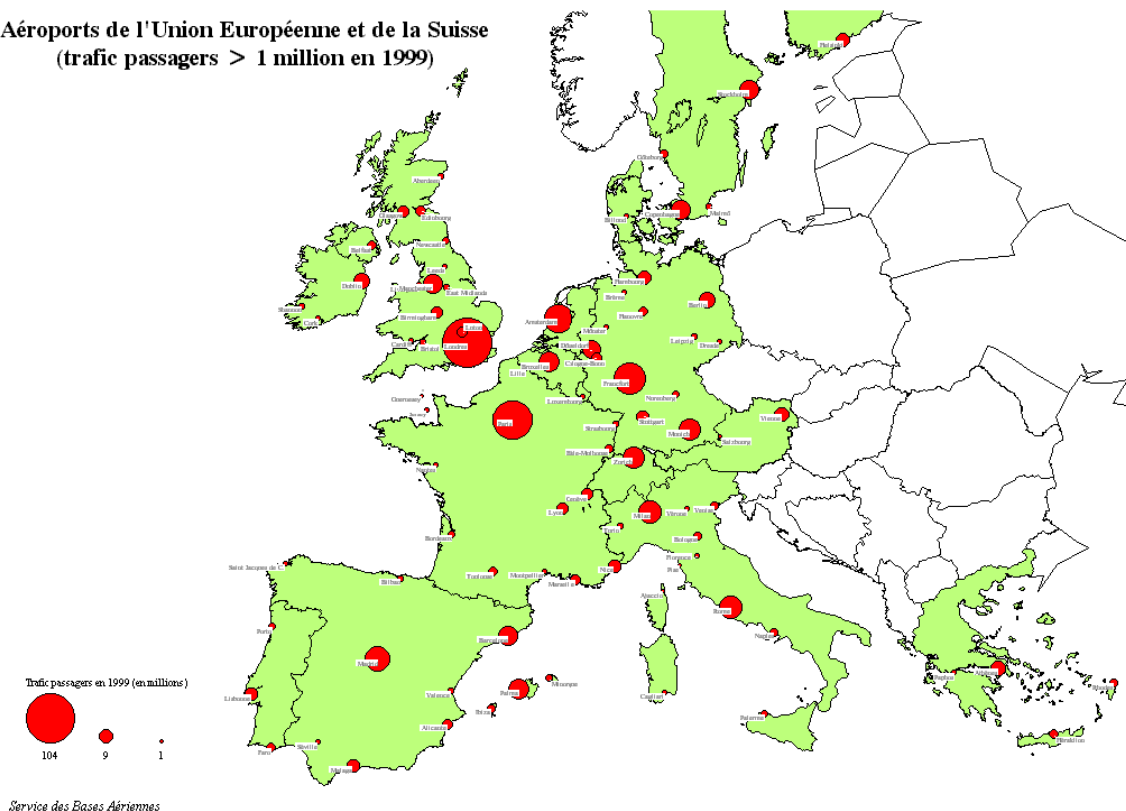 Aéroports de l'Union Européenne et de la Suisse
(trafic passagers > 1 million en 1999)
Helsinki
Stockholm
Göteborg
Aberdeen
Billund
Copenhague
Malmö
Glasgow
Edinbourg
Belfast
Newcastle
Leeds
Dublin
Manchester
East Midlands
Hambourg
Brême
Berlin
Shannon
Cork
Birmingham
Hanovre
Amsterdam
Münster
Luton
Londres
Cardiff
Bristol
Düsseldorf
Leipzig
Dresde
Bruxelles
Cologne-Bonn
Lille
Francfort
Guernesey
Luxembourg
Nuremberg
Jersey
Paris
Strasbourg
Stuttgart
Munich
Vienne
Salzbourg
Bâle-Mulhouse
Zurich
Nantes
Genève
Lyon
Milan
Vérone
Venise
Turin
Bordeaux
Bologne
Florence
Pise
Saint Jacques de C.
Bilbao
Toulouse
Montpellier
Marseille
Nice
Ajaccio
Rome
Naples
Porto
Barcelone
Madrid
Lisbonne
Valence
Palma
Minorque
Ibiza
Cagliari
Athènes
Rhodes
Alicante
Palerme
Faro
Séville
Malaga
Héraklion
Trafic passagers en 1999 (en millions)
104 9 1
Service des Bases Aériennes